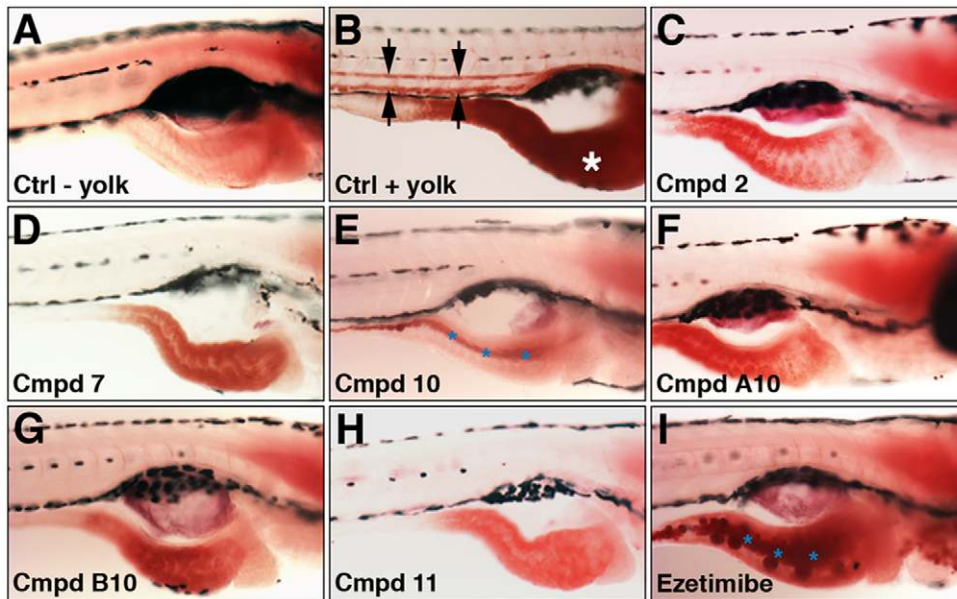 A
Ctrl - yolk
B
*
Ctrl + yolk
C
Cmpd 2
D
Cmpd 7
E
* * *
Cmpd 10
F
Cmpd A10
G
Cmpd B10
H
Cmpd 11
I
* * *
Ezetimibe